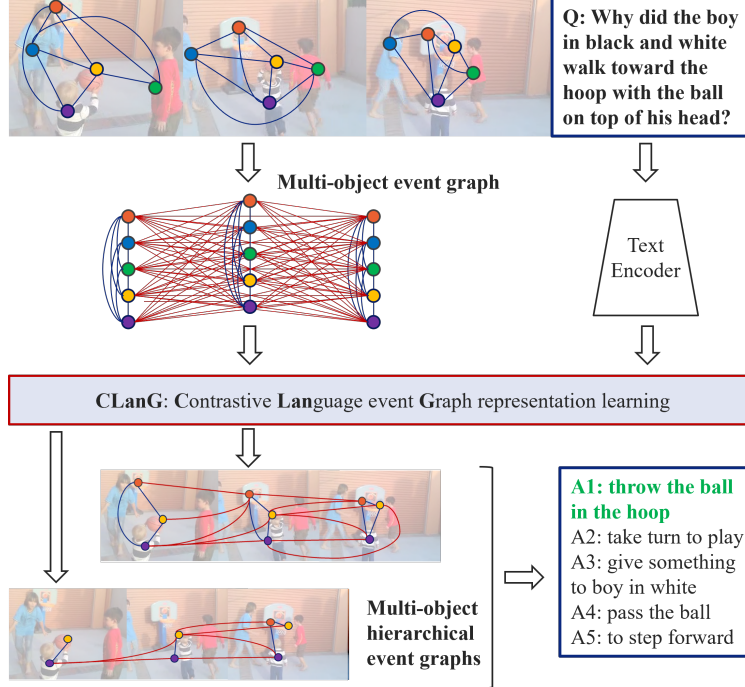 Q: Why did the boy
in black and white
walk toward the
hoop with the ball
on top of his head?
Multi-object event graph
Text
Encoder
CLanG: Contrastive Language event Graph representation learning
A1: throw the ball
in the hoop
A2: take turn to play
A3: give something
to boy in white
A4: pass the ball
A5: to step forward
Multi-object
hierarchical
event graphs